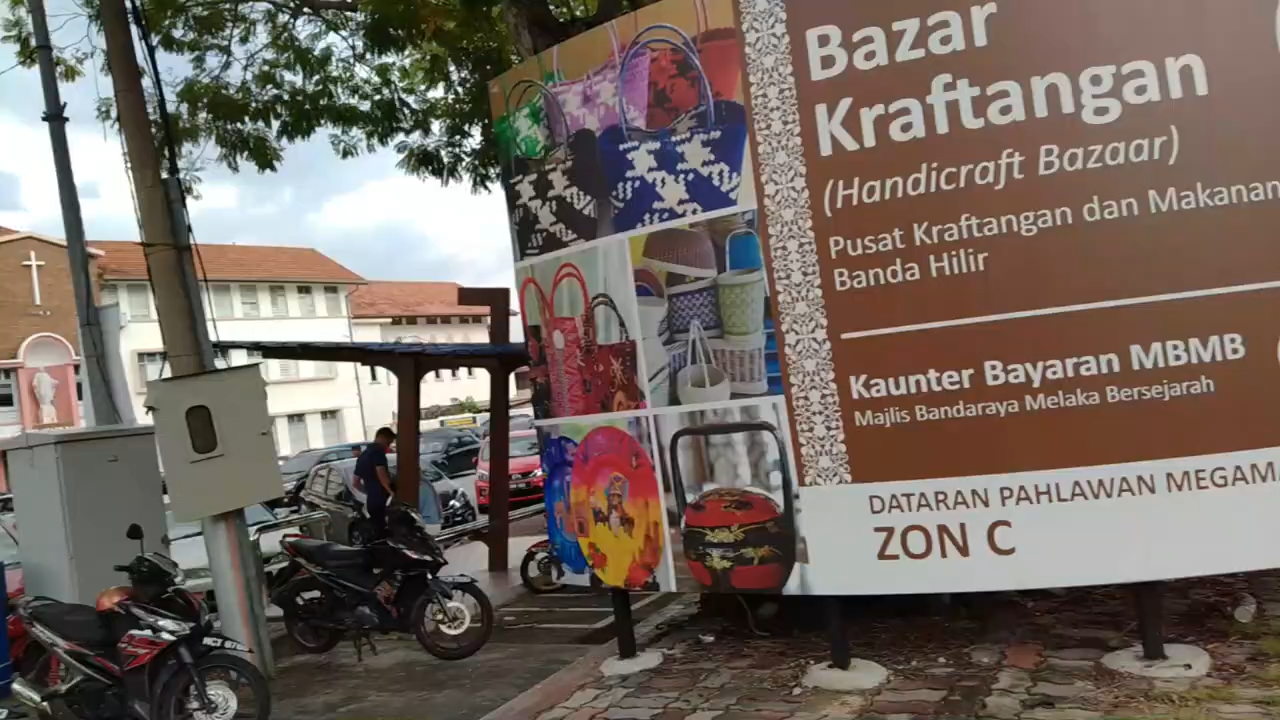 Bazar
Kraftangan
(Handicraft Bazaar)
Pusat Kraftangan dan Makanan
Banda Hilir
Kaunter Bayaran MBMB
Majlis Bandaraya Melaka Bersejarah
DATARAN PAHLAWAN MEGAMA
ZON C